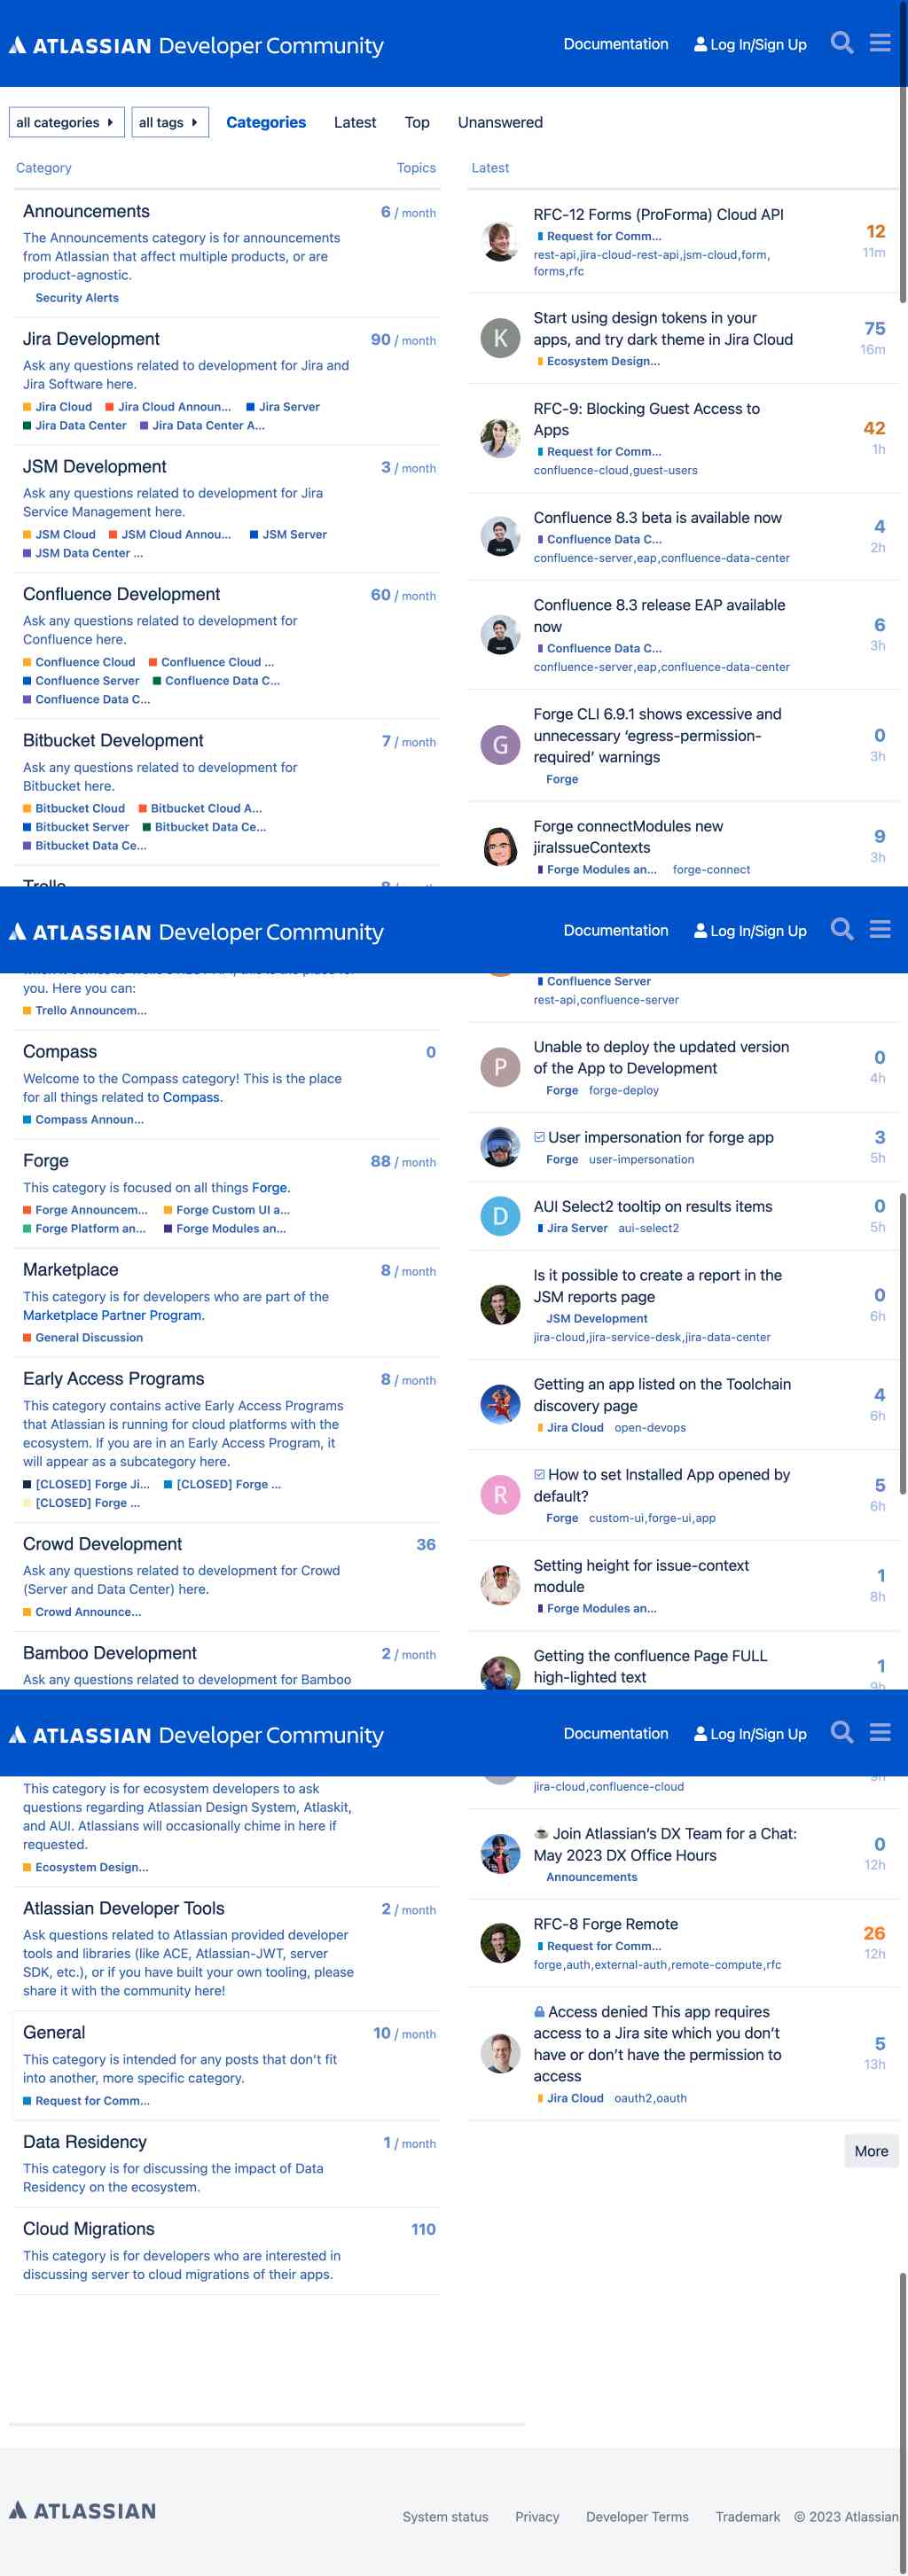 ATLASSIAN Developer Community
Documentation
Log In/Sign Up
all categories
all tags
Categories
Latest
Top
Unanswered
Category
Topics
Announcements
6 / month
The Announcements category is for announcements
from Atlassian that affect multiple products, or are
product-agnostic.
Security Alerts
Jira Development
90 / month
Ask any questions related to development for Jira and
Jira Software here.
Jira Cloud Jira Cloud Announ... Jira Server
Jira Data Center Jira Data Center A...
JSM Development
3 / month
Ask any questions related to development for Jira
Service Management here.
JSM Cloud JSM Cloud Annou... JSM Server
JSM Data Center ...
Confluence Development
60 / month
Ask any questions related to development for
Confluence here.
Confluence Cloud Confluence Cloud ...
Confluence Server Confluence Data C...
Confluence Data C...
Bitbucket Development
7 / month
Ask any questions related to development for
Bitbucket here.
Bitbucket Cloud Bitbucket Cloud A...
Bitbucket Server Bitbucket Data Ce...
Bitbucket Data Ce...
Trello
Latest
RFC-12 Forms (ProForma) Cloud API
12
Request for Comm...
11m
rest-api,jira-cloud-rest-api,jsm-cloud,form,
forms,rfc
K
Start using design tokens in your
75
apps, and try dark theme in Jira Cloud
16m
Ecosystem Design...
RFC-9: Blocking Guest Access to
Apps
42
Request for Comm...
1h
confluence-cloud,guest-users
Confluence 8.3 beta is available now
4
Confluence Data C...
2h
confluence-server,eap,confluence-data-center
Confluence 8.3 release EAP available
now
6
Confluence Data C...
3h
confluence-server,eap,confluence-data-center
G
Forge CLI 6.9.1 shows excessive and
unnecessary ‘egress-permission-
0
required’ warnings
3h
Forge
Forge connectModules new
9
jiraIssueContexts
3h
Forge Modules an... forge-connect
ATLASSIAN Developer Community
Documentation
Log In/Sign Up
you. Here you can:
Trello Announcem...
Compass
0
Welcome to the Compass category! This is the place
for all things related to Compass.
Compass Announ...
Forge
88 / month
This category is focused on all things Forge.
Forge Announcem... Forge Custom UI a...
Forge Platform an... Forge Modules an...
Marketplace
8 / month
This category is for developers who are part of the
Marketplace Partner Program.
General Discussion
Early Access Programs
8 / month
This category contains active Early Access Programs
that Atlassian is running for cloud platforms with the
ecosystem. If you are in an Early Access Program, it
will appear as a subcategory here.
[CLOSED] Forge Ji... [CLOSED] Forge ...
[CLOSED] Forge ...
Crowd Development
36
Ask any questions related to development for Crowd
(Server and Data Center) here.
Crowd Announce...
Bamboo Development
2 / month
Ask any questions related to development for Bamboo
Confluence Server
rest-api,confluence-server
P
Unable to deploy the updated version
0
of the App to Development
4h
Forge forge-deploy
User impersonation for forge app
3
Forge user-impersonation
5h
D
AUI Select2 tooltip on results items
0
Jira Server aui-select2
5h
Is it possible to create a report in the
JSM reports page
0
JSM Development
6h
jira-cloud,jira-service-desk,jira-data-center
Getting an app listed on the Toolchain
4
discovery page
6h
Jira Cloud open-devops
R
How to set Installed App opened by
5
default?
6h
Forge custom-ui,forge-ui,app
Setting height for issue-context
1
module
8h
Forge Modules an...
Getting the confluence Page FULL
1
high-lighted text
9h
ATLASSIAN Developer Community
Documentation
Log In/Sign Up
This category is for ecosystem developers to ask
questions regarding Atlassian Design System, Atlaskit,
and AUI. Atlassians will occasionally chime in here if
requested.
Ecosystem Design...
Atlassian Developer Tools
2 / month
Ask questions related to Atlassian provided developer
tools and libraries (like ACE, Atlassian-JWT, server
SDK, etc.), or if you have built your own tooling, please
share it with the community here!
General
10 / month
This category is intended for any posts that don't fit
into another, more specific category.
Request for Comm...
Data Residency
1 / month
This category is for discussing the impact of Data
Residency on the ecosystem.
Cloud Migrations
110
This category is for developers who are interested in
discussing server to cloud migrations of their apps.
9h
jira-cloud,confluence-cloud
Join Atlassian’s DX Team for a Chat:
0
May 2023 DX Office Hours
12h
Announcements
RFC-8 Forge Remote
26
Request for Comm...
12h
forge,auth,external-auth,remote-compute,rfc
Access denied This app requires
access to a Jira site which you don’t
5
have or don’t have the permission to
13h
access
Jira Cloud oauth2,oauth
More
ATLASSIAN
System status
Privacy
Developer Terms
Trademark
© 2023 Atlassian